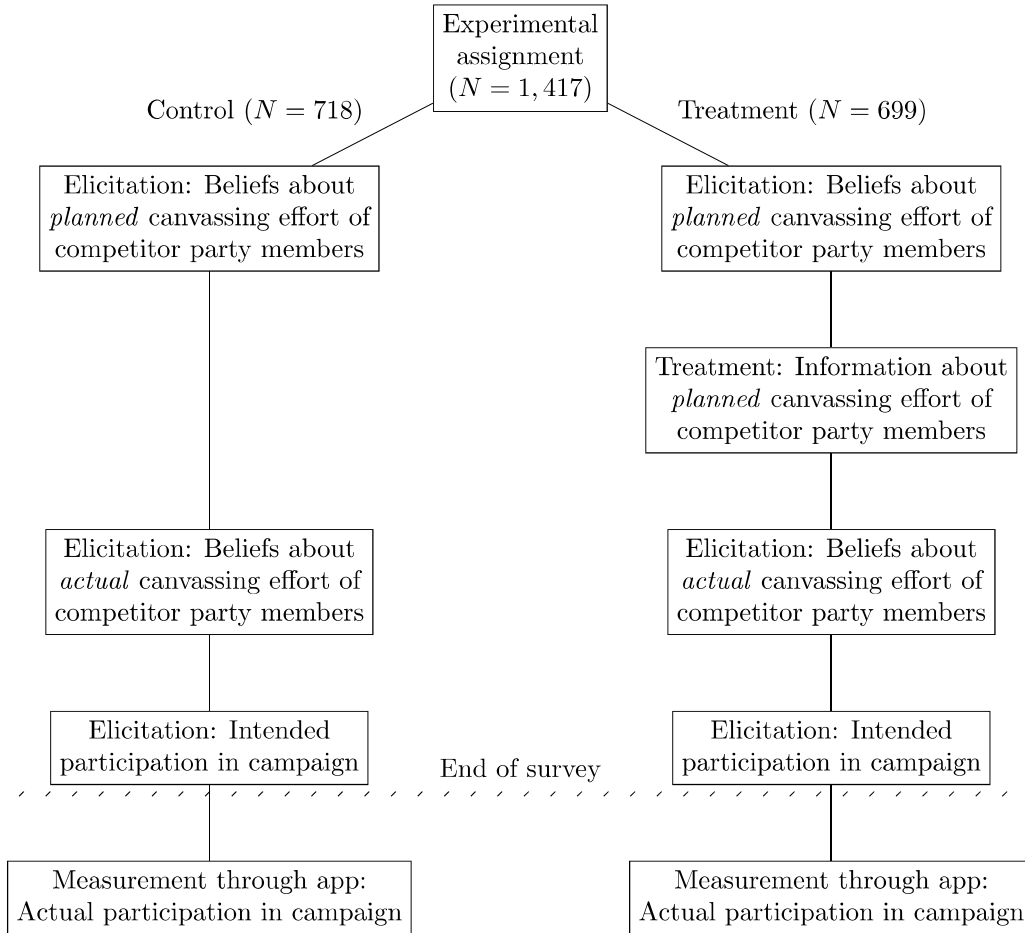 Experimental
assignment
(N = 1, 417)
Control (N = 718)
Treatment (N = 699)
Elicitation: Beliefs about
planned canvassing effort of
competitor party members
Elicitation: Beliefs about
planned canvassing effort of
competitor party members
Treatment: Information about
planned canvassing effort of
competitor party members
Elicitation: Beliefs about
actual canvassing effort of
competitor party members
Elicitation: Beliefs about
actual canvassing effort of
competitor party members
Elicitation: Intended
participation in campaign
Elicitation: Intended
participation in campaign
End of survey
Measurement through app:
Actual participation in campaign
Measurement through app:
Actual participation in campaign